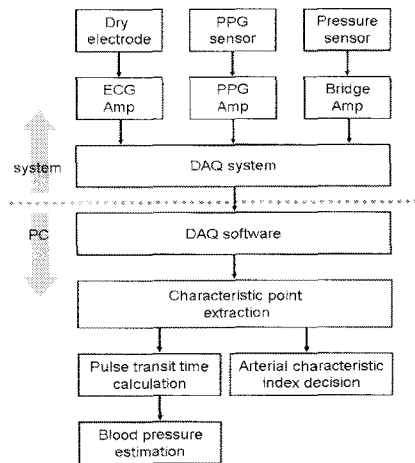 Dry
electrode
PPG
sensor
Pressure
sensor
ECG
Amp
PPG
Amp
Bridge
Amp
system
DAQ system
PC
DAQ software
Characteristic point
extraction
Pulse transit time
calculation
Arterial characteristic
index decision
Blood pressure
estimation